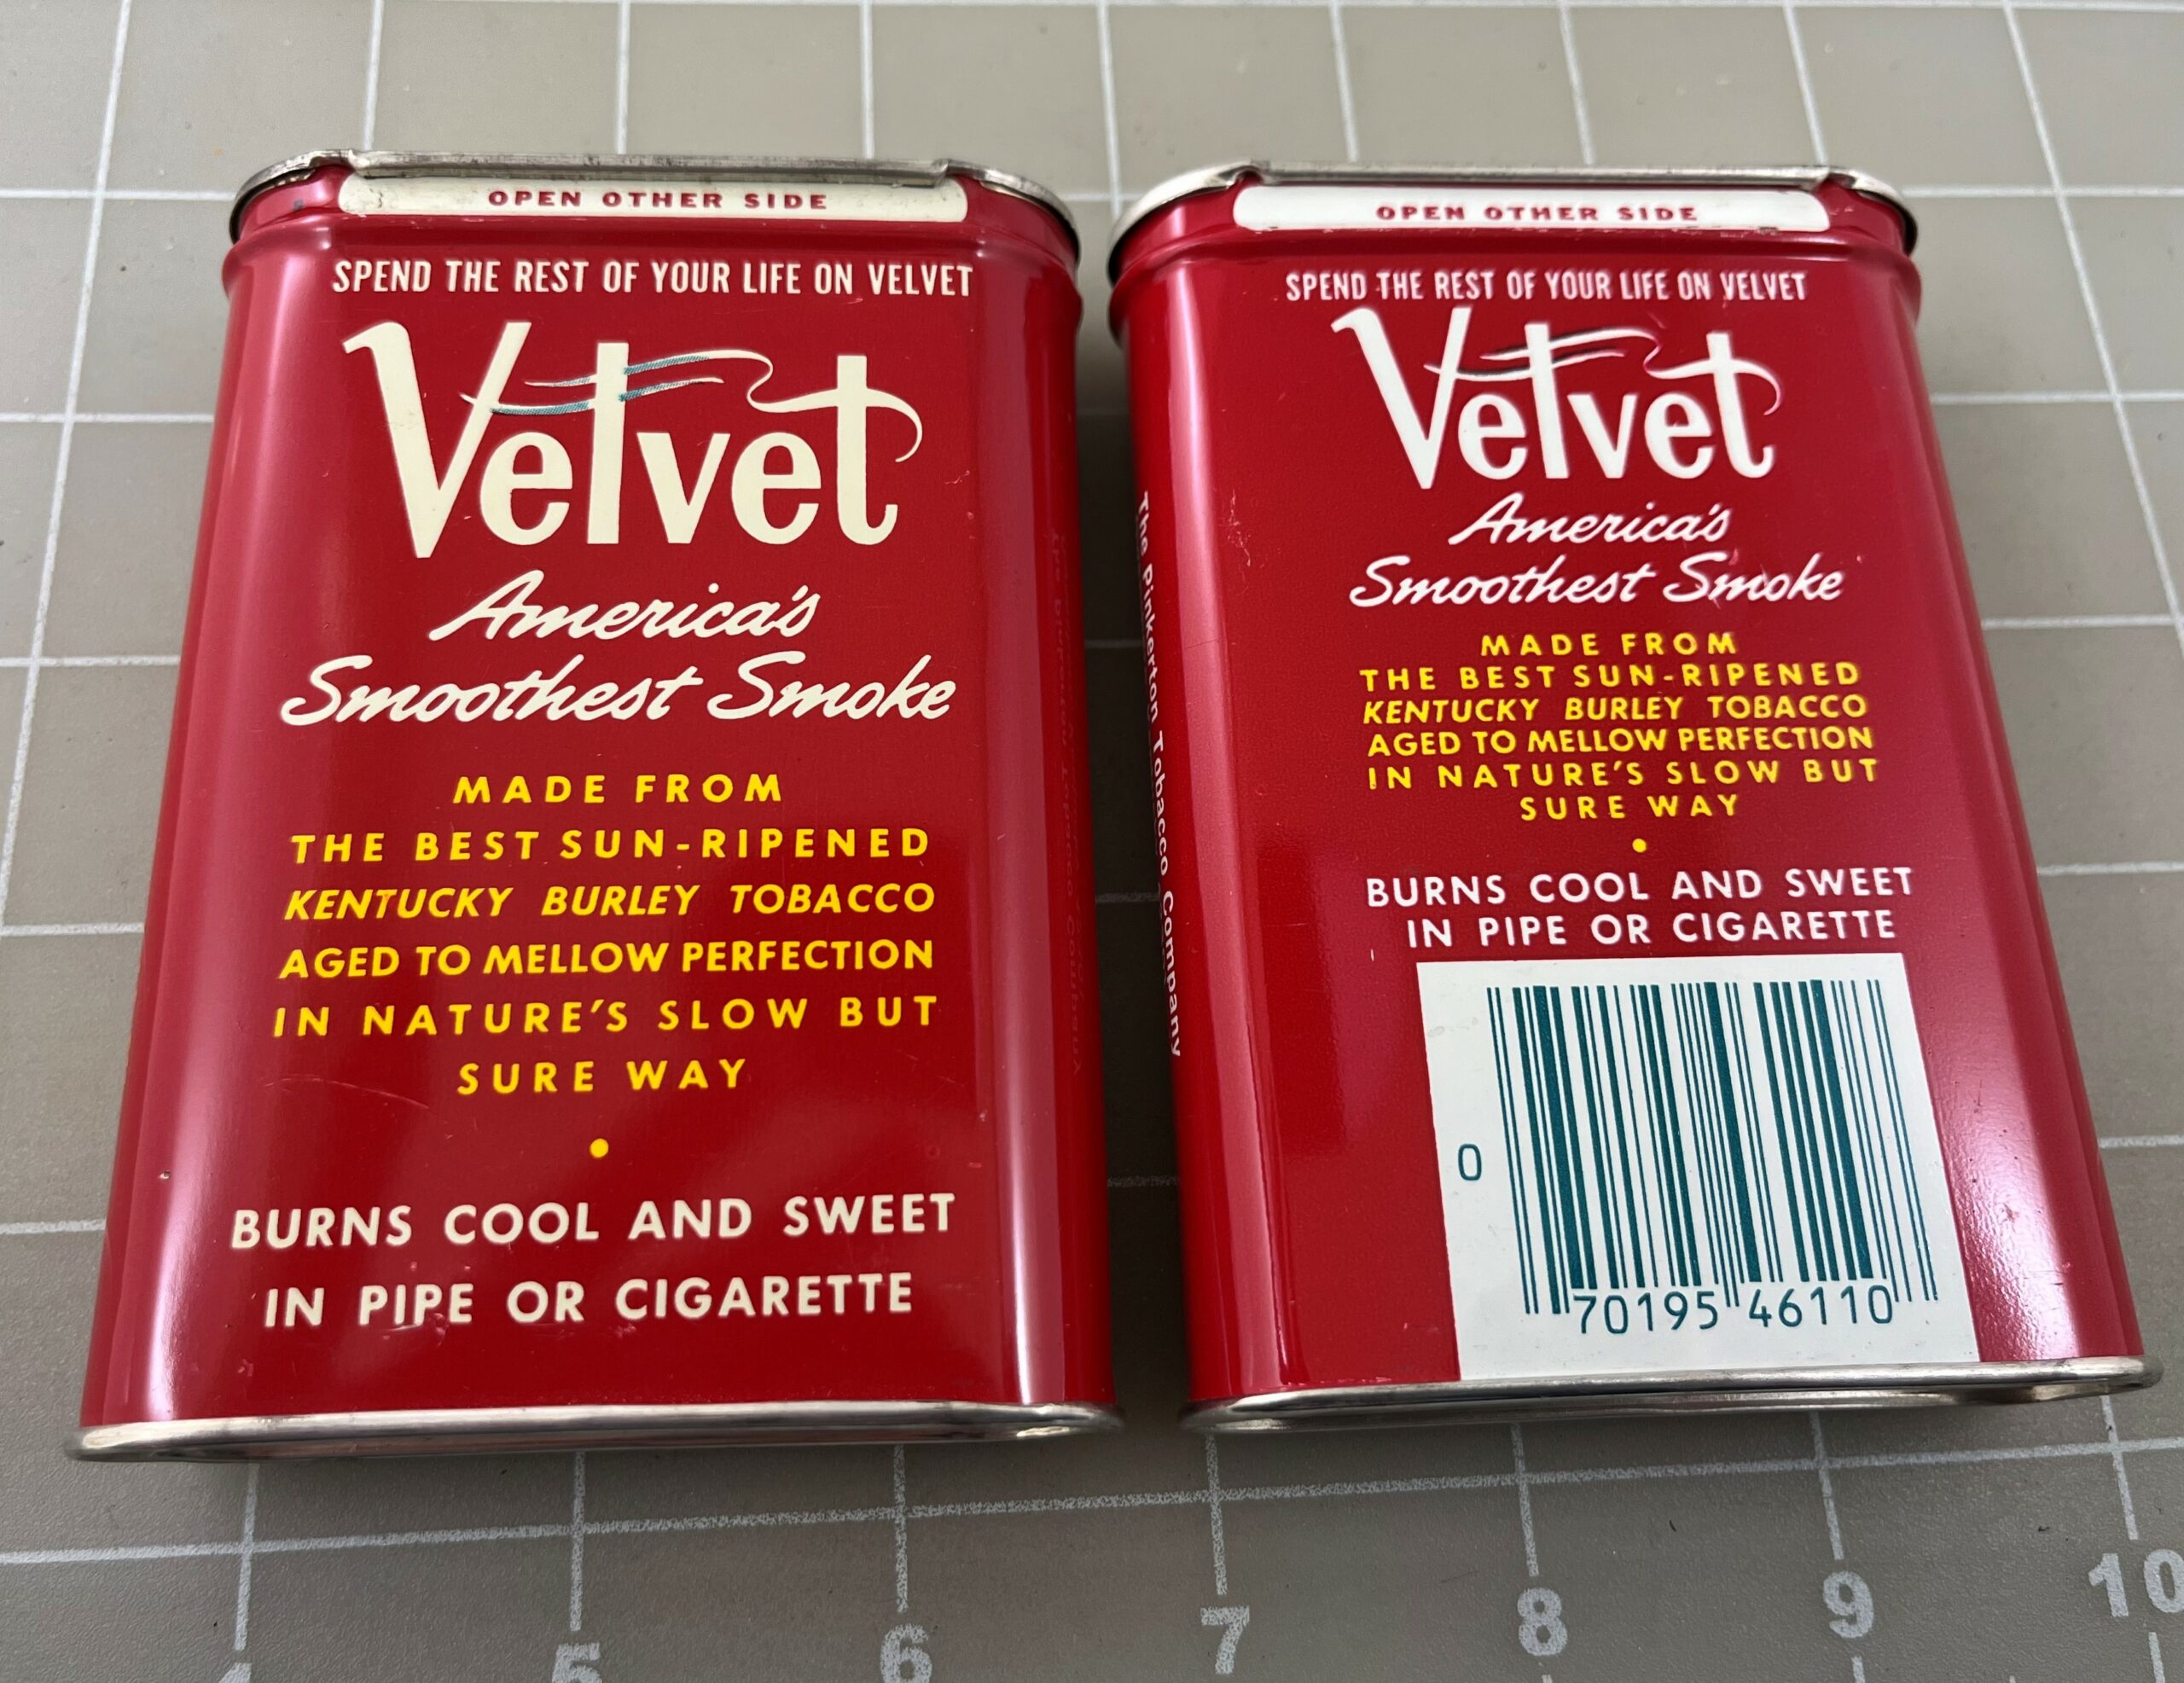 OPEN OTHER SIDE
SPEND THE REST OF YOUR LIFE ON VELVET
Velvet
America's
Smoothest Smoke
MADE FROM
THE BEST SUN-RIPENED
KENTUCKY BURLEY TOBACCO
AGED TO MELLOW PERFECTION
IN NATURE'S SLOW BUT
SURE WAY
BURNS COOL AND SWEET
IN PIPE OR CIGARETTE
OPEN OTHER SIDE
SPEND THE REST OF YOUR LIFE ON VELVET
Velvet
America's
Smoothest Smoke
MADE FROM
THE BEST SUN-RIPENED
KENTUCKY BURLEY TOBACCO
AGED TO MELLOW PERFECTION
IN NATURE'S SLOW BUT
SURE WAY
BURNS COOL AND SWEET
IN PIPE OR CIGARETTE
0 70195 46110
The Pinkerton Tobacco Company
5 6 7 8 9 10